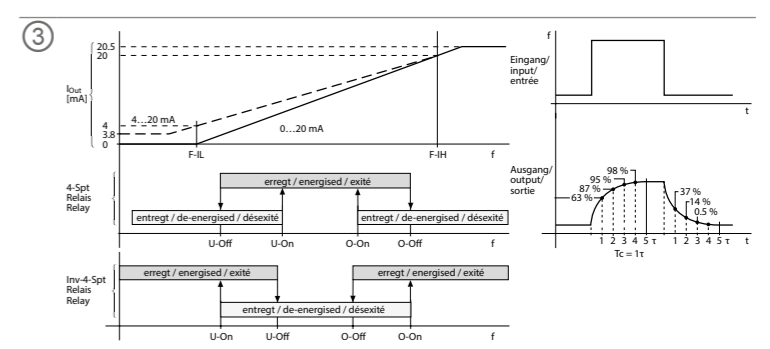 3
20.5
20
IOut
[mA]
4
3.8
0
4…20 mA
0…20 mA
F-IL
F-IH
f
4-Spt
Relais
Relay
erregt / energised / exité
entregt / de-energised / désexité
entregt / de-energised / désexité
U-Off
U-On
O-On
O-Off
f
Inv-4-Spt
Relais
Relay
erregt / energised / exité
erregt / energised / exité
entregt / de-energised / désexité
U-On
U-Off
O-Off
O-On
f
f
Eingang/
input/
entrée
t
Ausgang/
output/
sortie
98 %
95 %
87 %
63 %
37 %
14 %
0.5 %
1 2 3 4 5 τ 1 2 3 4 5 τ t
Tc = 1τ